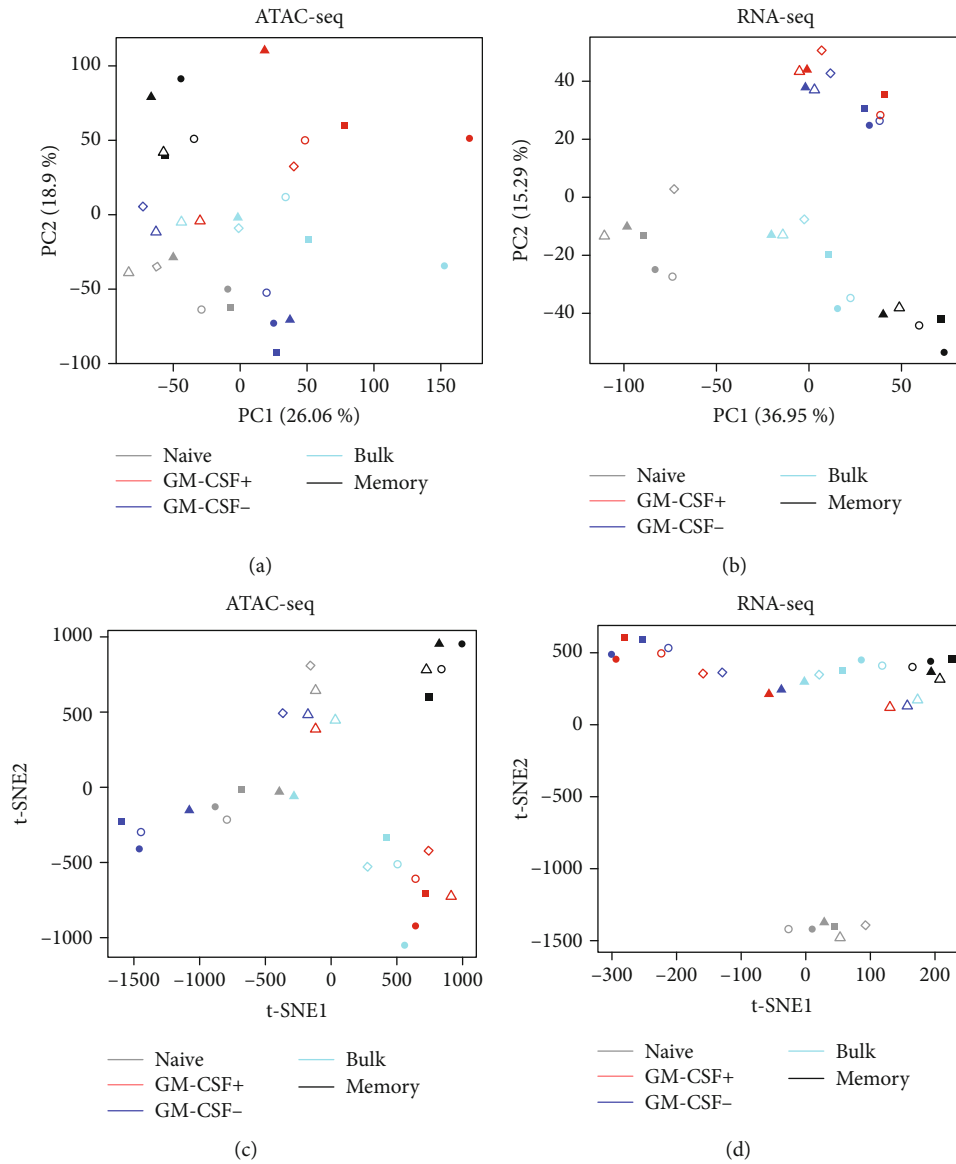 ATAC-seq
100
50
0
−50
−100
PC2 (18.9 %)
−50 0 50 100 150
PC1 (26.06 %)
Naive Bulk
GM-CSF+ Memory
GM-CSF−
(a)
RNA-seq
40
20
0
−20
−40
PC2 (15.29 %)
−100 −50 0 50
PC1 (36.95 %)
Naive Bulk
GM-CSF+ Memory
GM-CSF−
(b)
ATAC-seq
1000
500
0
−500
−1000
t-SNE2
−1500 −1000 −500 0 500 1000
t-SNE1
Naive Bulk
GM-CSF+ Memory
GM-CSF−
(c)
RNA-seq
500
0
−500
−1000
−1500
t-SNE2
−300 −200 −100 0 100 200
t-SNE1
Naive Bulk
GM-CSF+ Memory
GM-CSF−
(d)